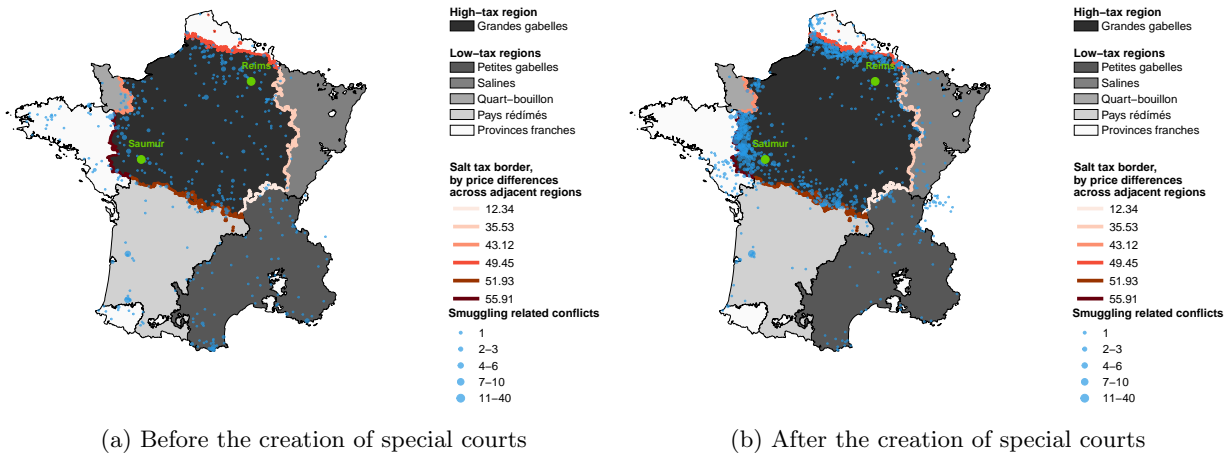 High−tax region
Grandes gabelles
Low−tax regions
Petites gabelles
Salines
Quart−bouillon
Pays rédimés
Provinces franches
Salt tax border,
by price differences
across adjacent regions
12.34
35.53
43.12
49.45
51.93
55.91
Smuggling related conflicts
1
2−3
4−6
7−10
11−40
Reims
Saumur
(a) Before the creation of special courts
High−tax region
Grandes gabelles
Low−tax regions
Petites gabelles
Salines
Quart−bouillon
Pays rédimés
Provinces franches
Salt tax border,
by price differences
across adjacent regions
12.34
35.53
43.12
49.45
51.93
55.91
Smuggling related conflicts
1
2−3
4−6
7−10
11−40
Reims
Saumur
(b) After the creation of special courts